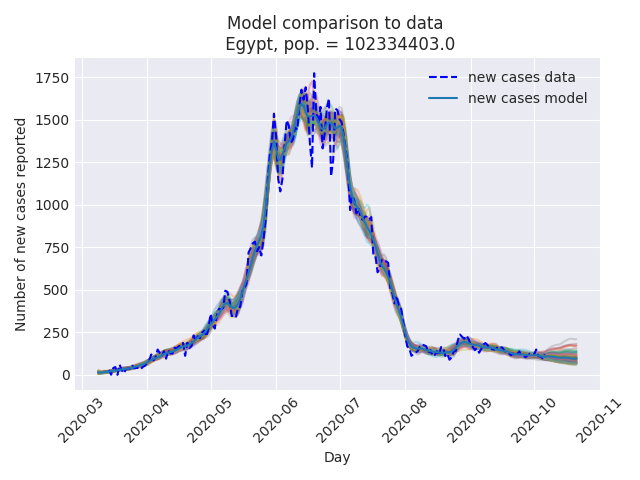 Model comparison to data
Egypt, pop. = 102334403.0
new cases data
new cases model
Number of new cases reported
1750
1500
1250
1000
750
500
250
0
2020-03
2020-04
2020-05
2020-06
2020-07
2020-08
2020-09
2020-10
2020-11
Day